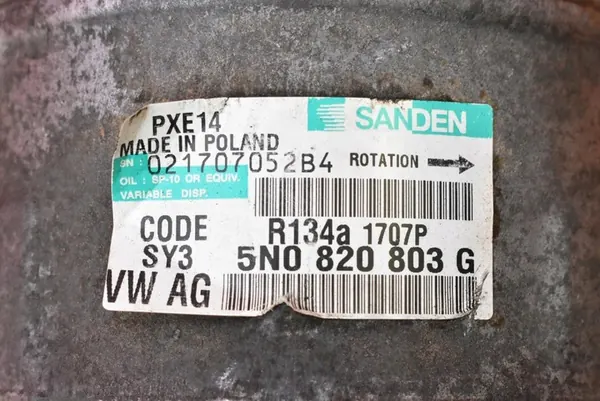 PXE14
SANDEN
MADE IN POLAND
SN: 021707052B4
ROTATION
OIL: SP-10 OR EQUIV.
VARIABLE DISP.
CODE
R134a 1707P
SY3
5N0 820 803 G
VW AG